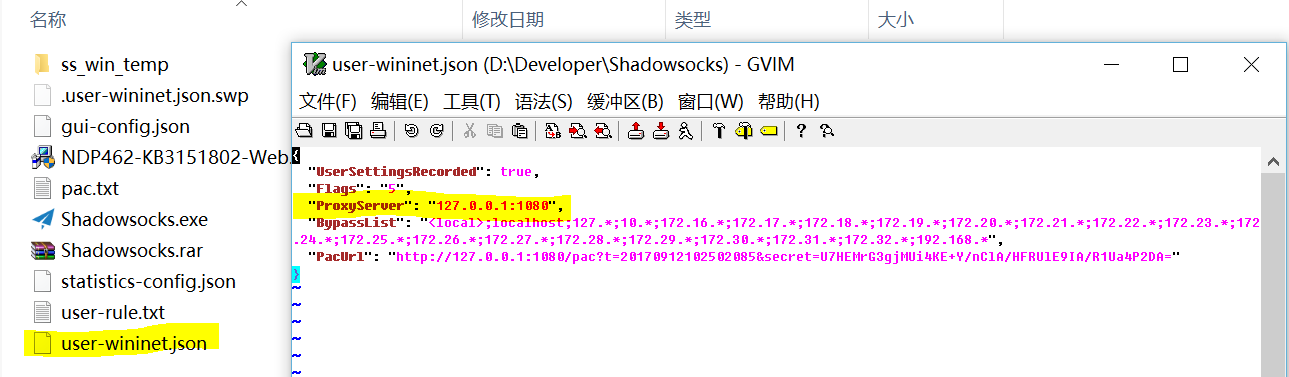 名称 修改日期 类型 大小
ss_win_temp
.user-wininet.json.swp
gui-config.json
NDP462-KB3151802-Web.
pac.txt
Shadowsocks.exe
Shadowsocks.rar
statistics-config.json
user-rule.txt
user-wininet.json
user-wininet.json (D:\Developer\Shadowsocks) - GVIM
文件(F) 编辑(E) 工具(T) 语法(S) 缓冲区(B) 窗口(W) 帮助(H)
{
"UserSettingsRecorded": true,
"Flags": "5",
"ProxyServer": "127.0.0.1:1080",
"BypassList": "<local>;localhost;127.*;10.*;172.16.*;172.17.*;172.18.*;172.19.*;172.20.*;172.21.*;172.22.*;172.23.*;172
.24.*;172.25.*;172.26.*;172.27.*;172.28.*;172.29.*;172.30.*;172.31.*;172.32.*;192.168.*",
"PacUrl": "http://127.0.0.1:1080/pac?t=20170912102502085&secret=U7HEMrG3gjMUi4KE+Y/nClA/HFRUlE9IA/R1Ua4P2DA="
}
~
~
~
~
~
~